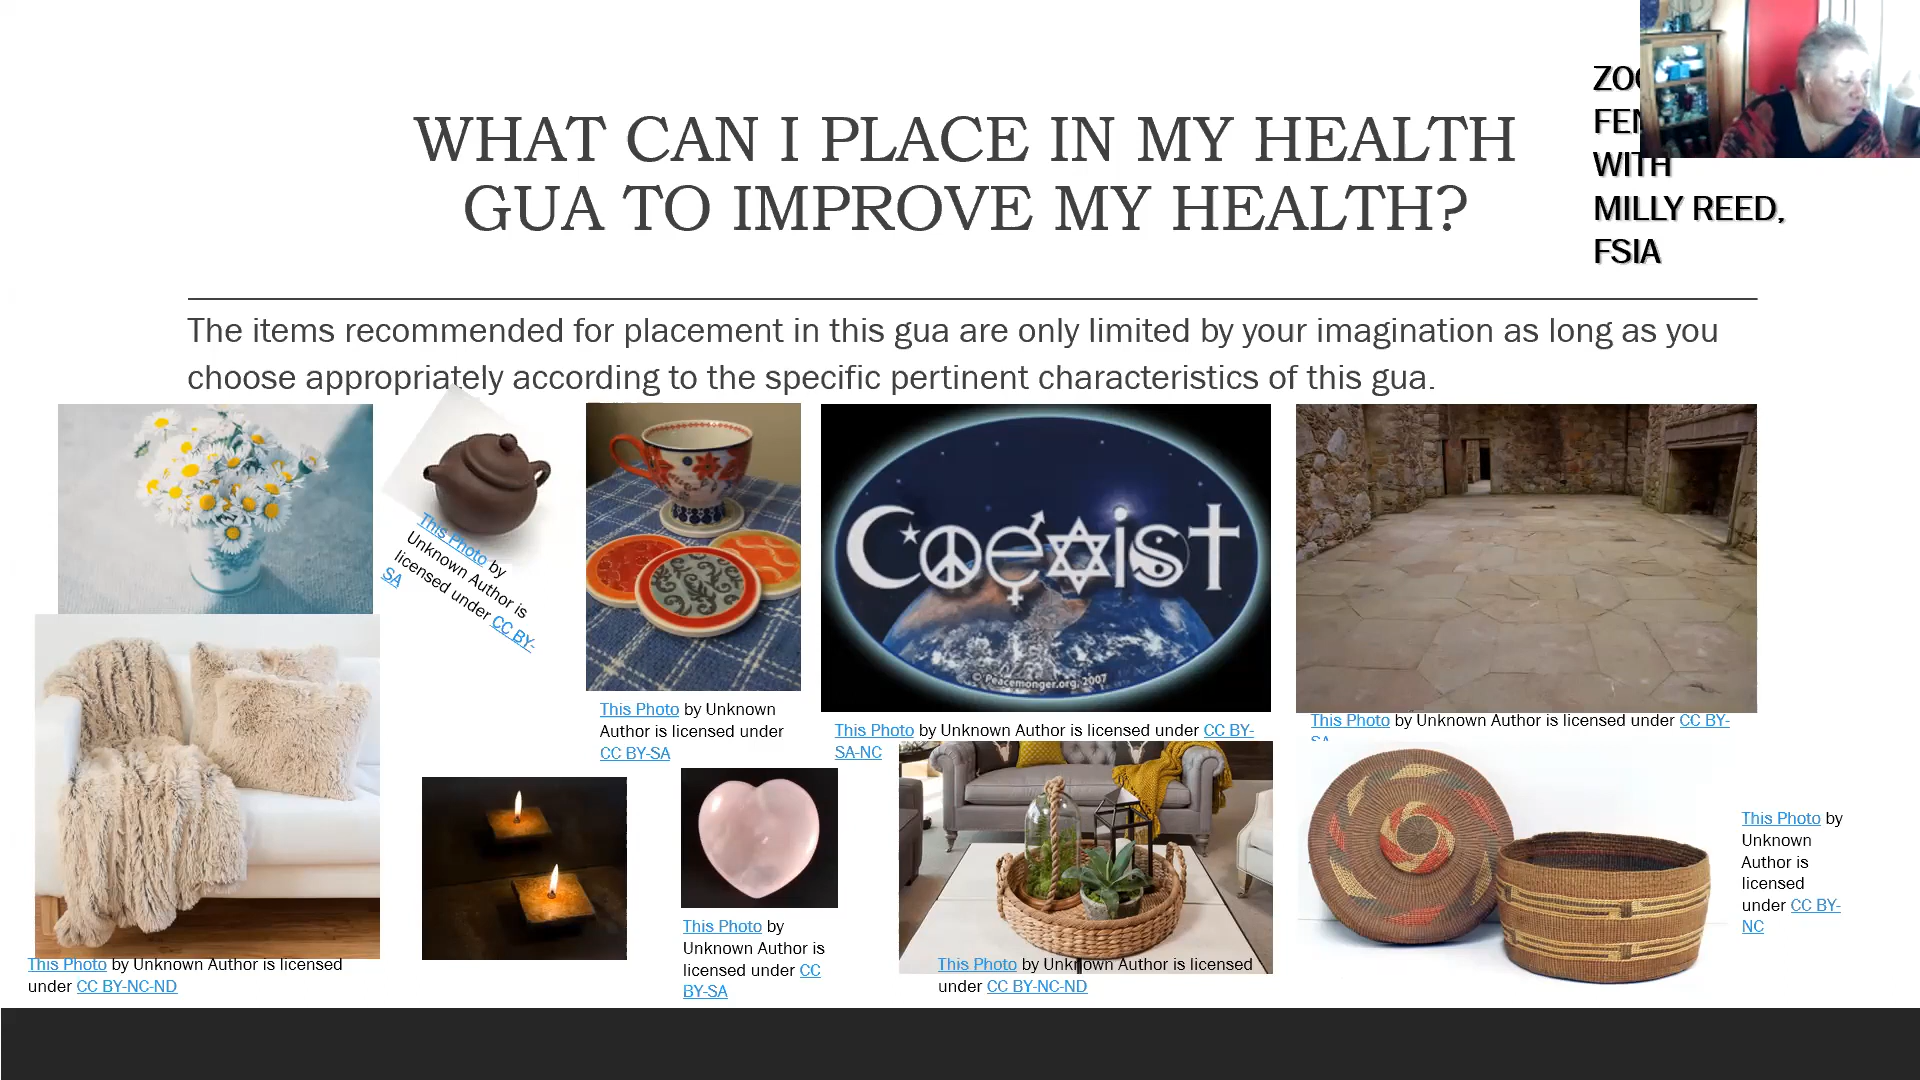 WHAT CAN I PLACE IN MY HEALTH
GUA TO IMPROVE MY HEALTH?
WITH
MILLY REED,
FSIA
The items recommended for placement in this gua are only limited by your imagination as long as you
choose appropriately according to the specific pertinent characteristics of this gua.
This Photo by
Unknown Author is
licensed under CC BY-
SA
This Photo by Unknown
Author is licensed under
CC BY-SA
Coexist
© Peacemonger.org, 2007
This Photo by Unknown Author is licensed under CC BY-
SA-NC
This Photo by Unknown Author is licensed under CC BY-
SA
This Photo by Unknown Author is licensed
under CC BY-NC-ND
This Photo by
Unknown Author is
licensed under CC
BY-SA
This Photo by Unknown Author is licensed
under CC BY-NC-ND
This Photo by
Unknown
Author is
licensed
under CC BY-
NC